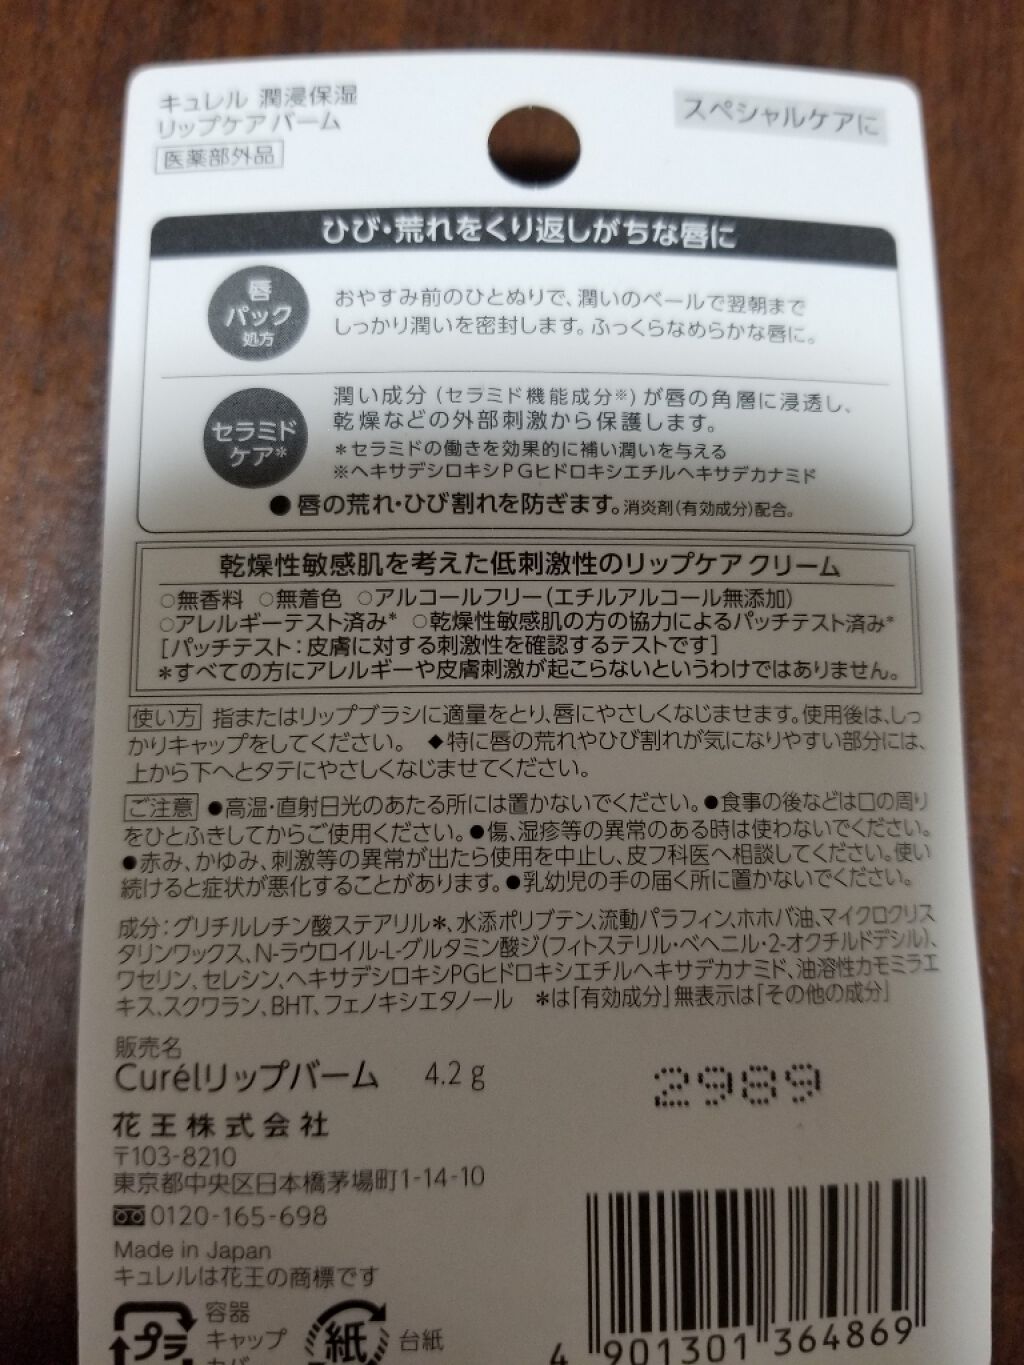 キュレル 潤浸保湿
リップケア バーム
医薬部外品
スペシャルケアに
ひび・荒れをくり返しがちな唇に
唇
パック
処方
おやすみ前のひとぬりで、潤いのベールで翌朝まで
しっかり潤いを密封します。ふっくらなめらかな唇に。
セラミド
ケア*
潤い成分（セラミド機能成分※）が唇の角層に浸透し、
乾燥などの外部刺激から保護します。
＊セラミドの働きを効果的に補い潤いを与える
※ヘキサデシロキシPGヒドロキシエチルヘキサデカナミド
●唇の荒れ・ひび割れを防ぎます。消炎剤(有効成分)配合。
乾燥性敏感肌を考えた低刺激性のリップケア クリーム
○無香料 ○無着色 ○アルコールフリー(エチルアルコール無添加)
○アレルギーテスト済み* ○乾燥性敏感肌の方の協力によるパッチテスト済み*
[パッチテスト：皮膚に対する刺激性を確認するテストです]
＊すべての方にアレルギーや皮膚刺激が起こらないというわけではありません。
使い方 指またはリップブラシに適量をとり、唇にやさしくなじませます。使用後は、しっ
かりキャップをしてください。 ◆特に唇の荒れやひび割れが気になりやすい部分には、
上から下へとタテにやさしくなじませてください。
ご注意 ●高温・直射日光のあたる所には置かないでください。●食事の後などは口の周り
をひとふきしてからご使用ください。●傷、湿疹等の異常のある時は使わないでください。
●赤み、かゆみ、刺激等の異常が出たら使用を中止し、皮フ科医へ相談してください。使い
続けると症状が悪化することがあります。●乳幼児の手の届く所に置かないでください。
成分：グリチルレチン酸ステアリル＊、水添ポリブテン、流動パラフィン、ホホバ油、マイクロクリス
タリンワックス、N-ラウロイル-L-グルタミン酸ジ(フィトステリル・ベヘニル・2-オクチルドデシル)、
ワセリン、セレシン、ヘキサデシロキシPGヒドロキシエチルヘキサデカナミド、油溶性カモミラエ
キス、スクワラン、BHT、フェノキシエタノール ＊は「有効成分」無表示は「その他の成分」
販売名
Curélリップバーム 4.2 g
2989
花王株式会社
〒103-8210
東京都中央区日本橋茅場町1-14-10
0120-165-698
Made in Japan
キュレルは花王の商標です
プラ
容器
キャップ
紙
台紙
4 901301 364869